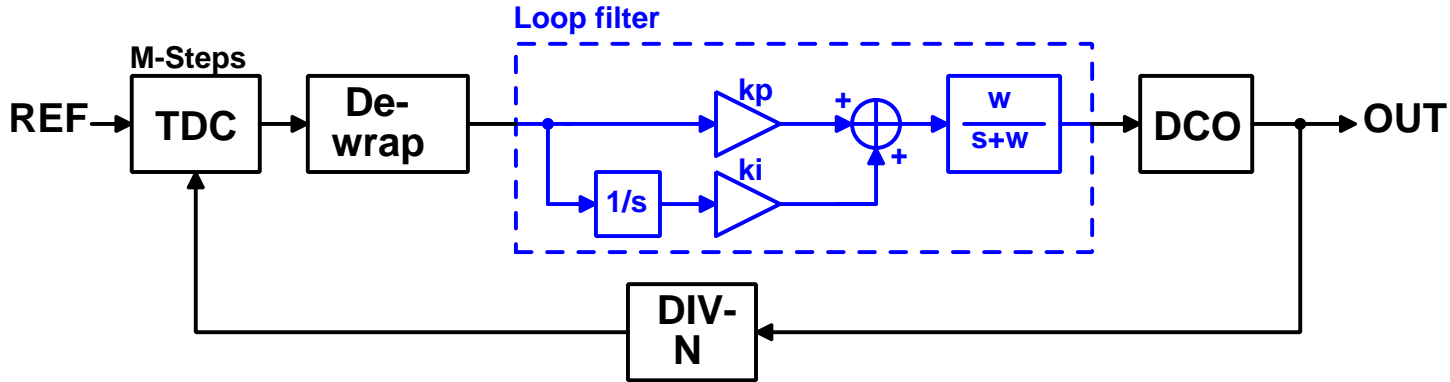 Loop filter
M-Steps
REF
TDC
De-
wrap
kp
+
+
w
s+w
DCO
OUT
1/s
ki
DIV-
N